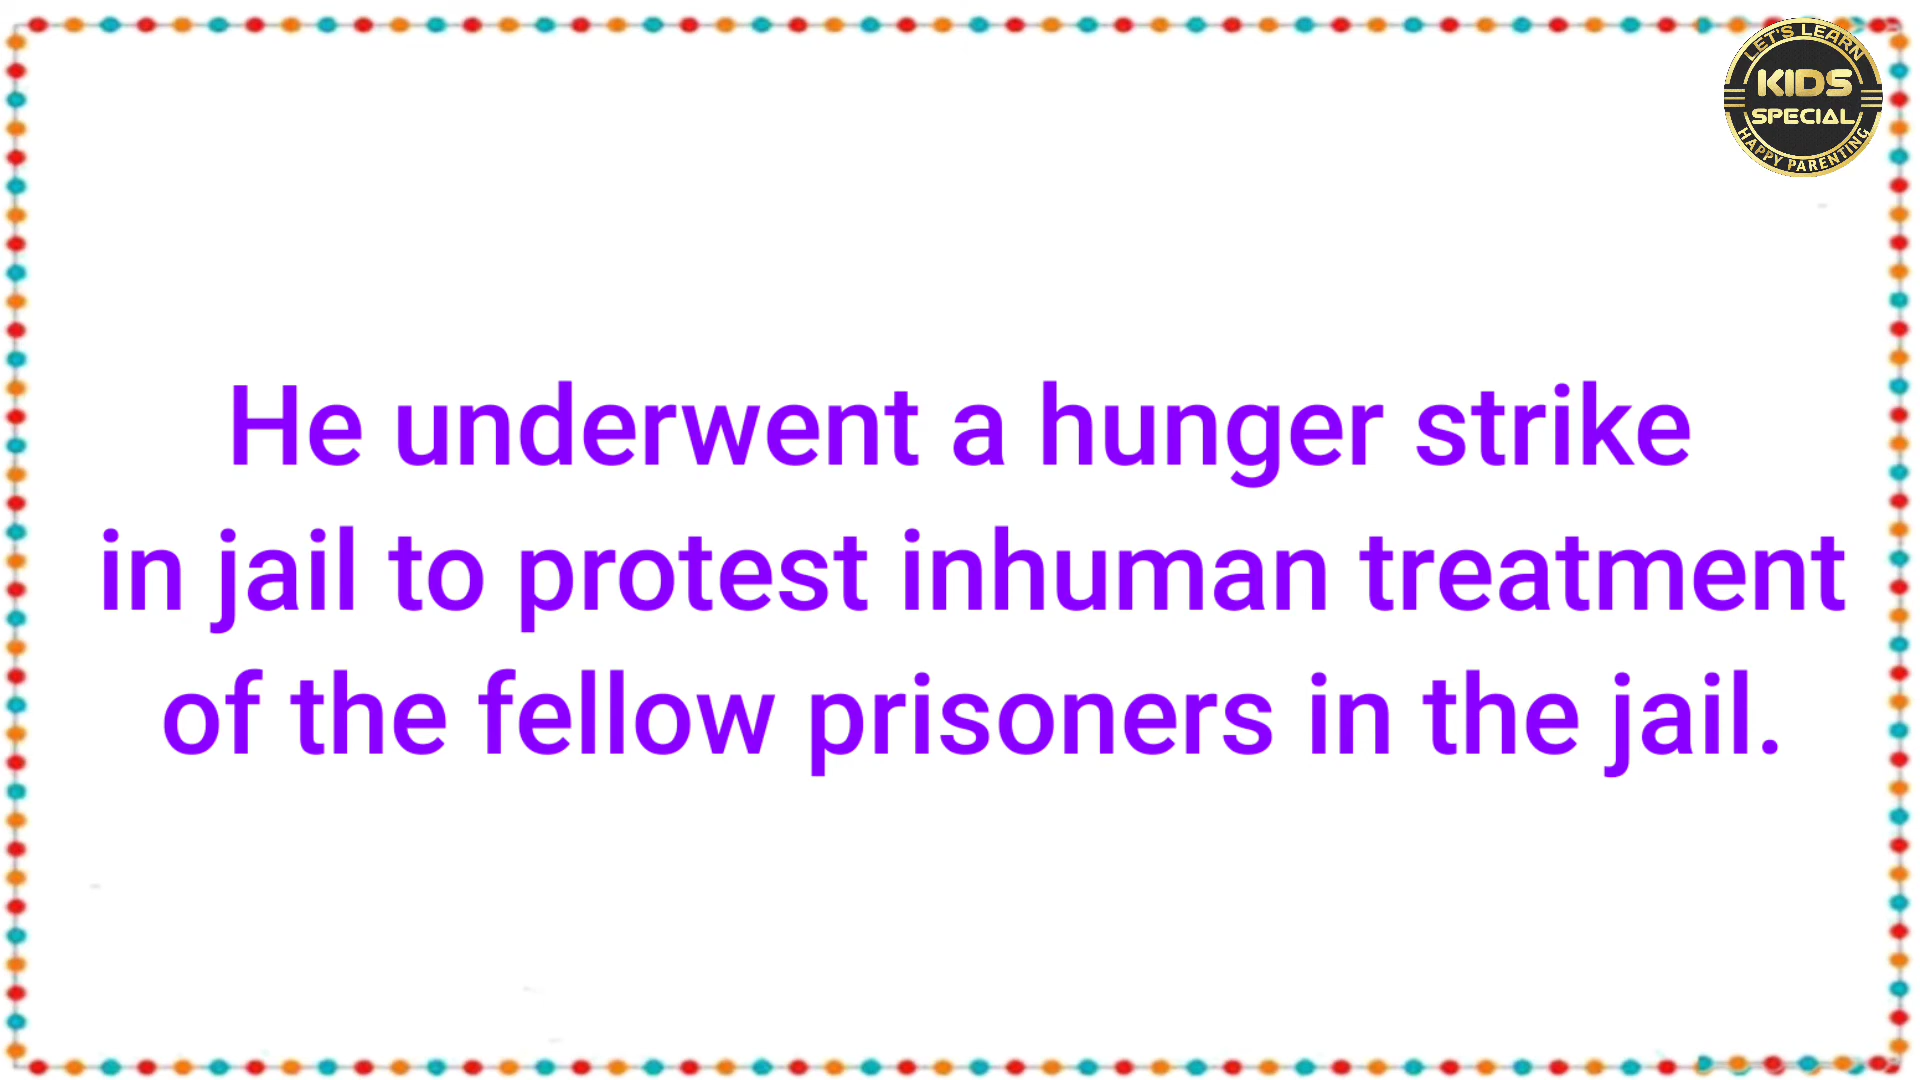 LET'S LEARN
KIDS
SPECIAL
HAPPY PARENTING
He underwent a hunger strike
in jail to protest inhuman treatment
of the fellow prisoners in the jail.